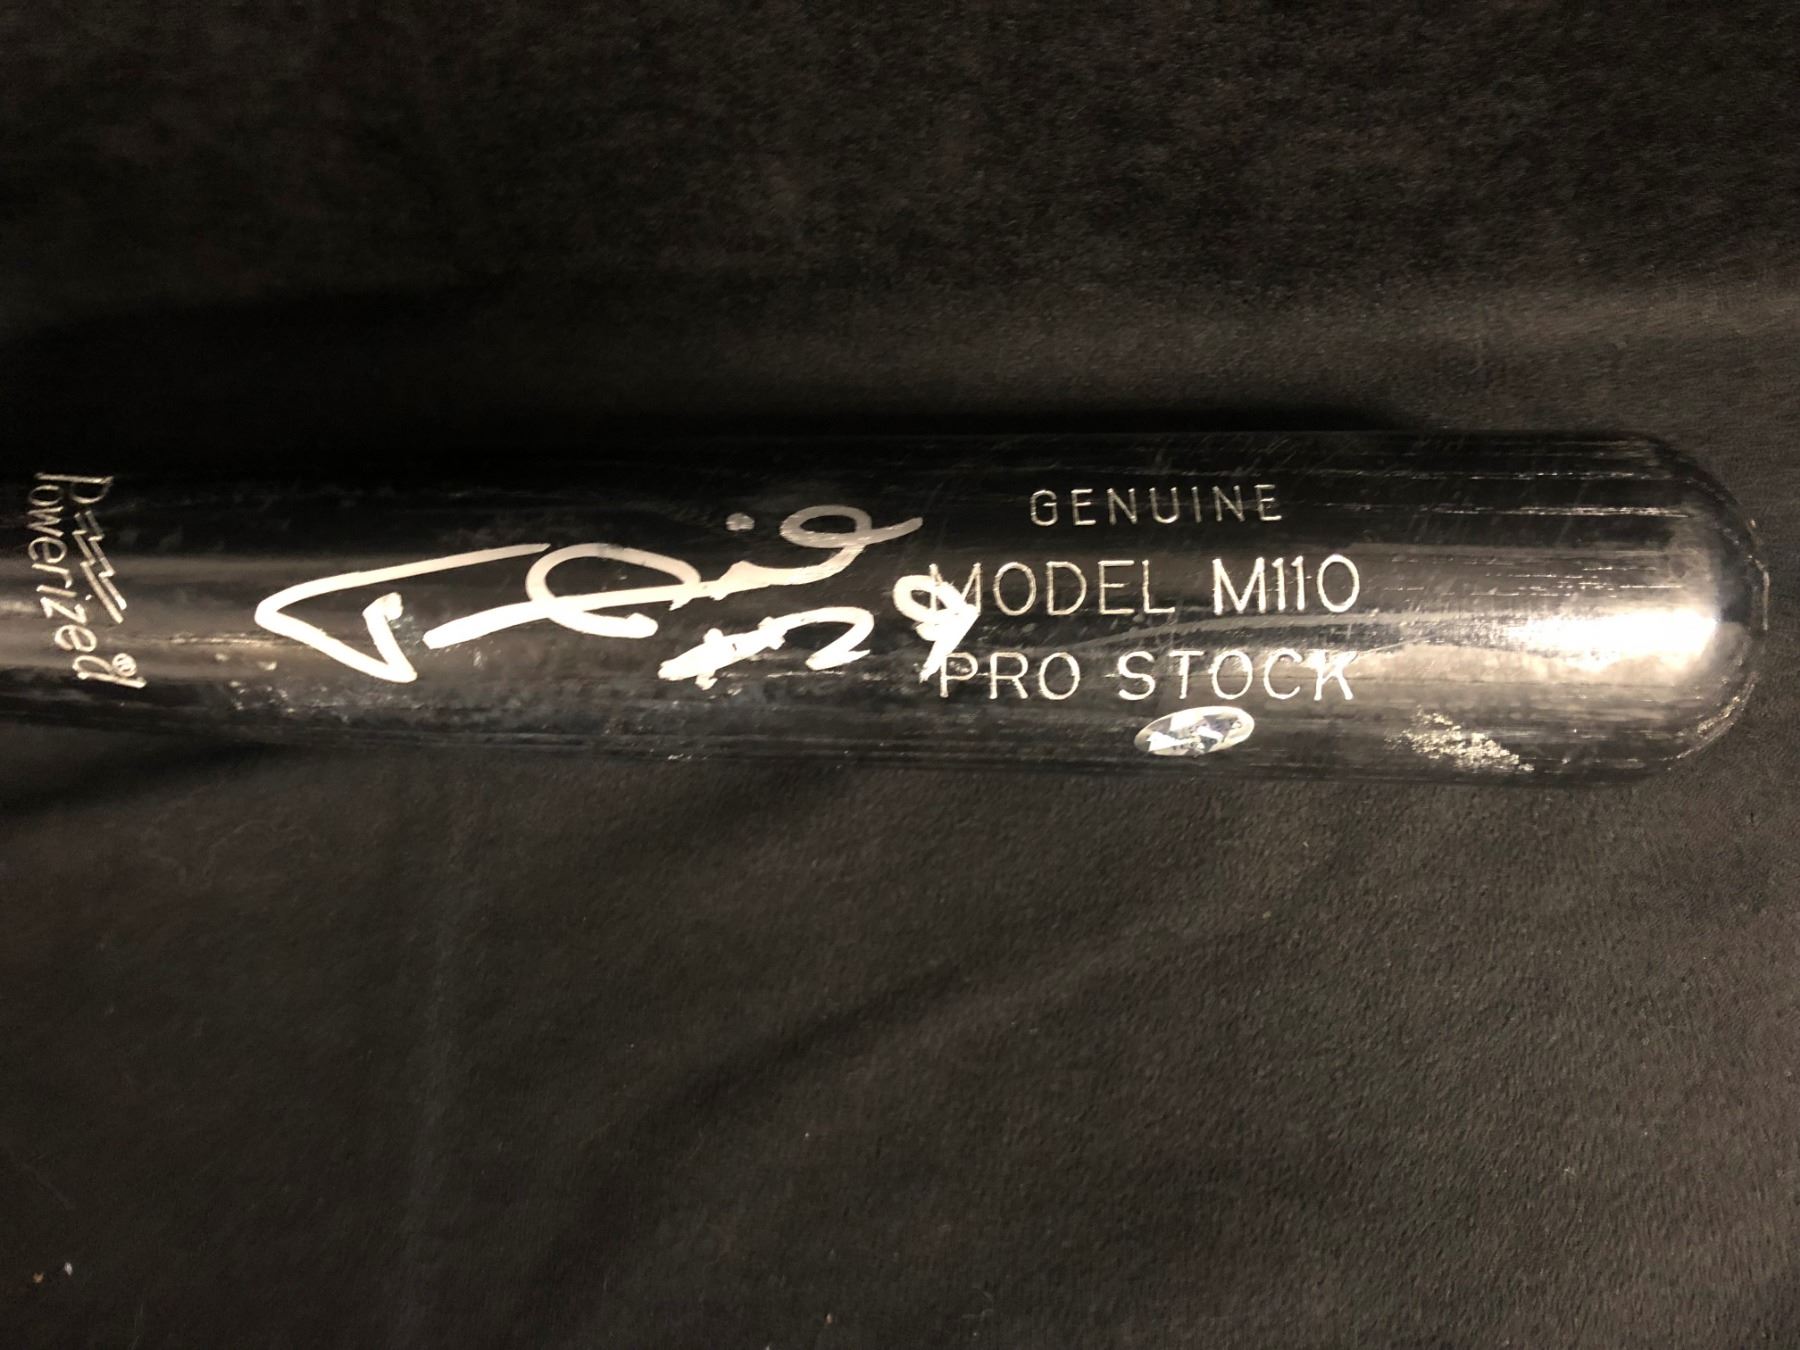 Powerized®
GENUINE
MODEL M110
PRO STOCK